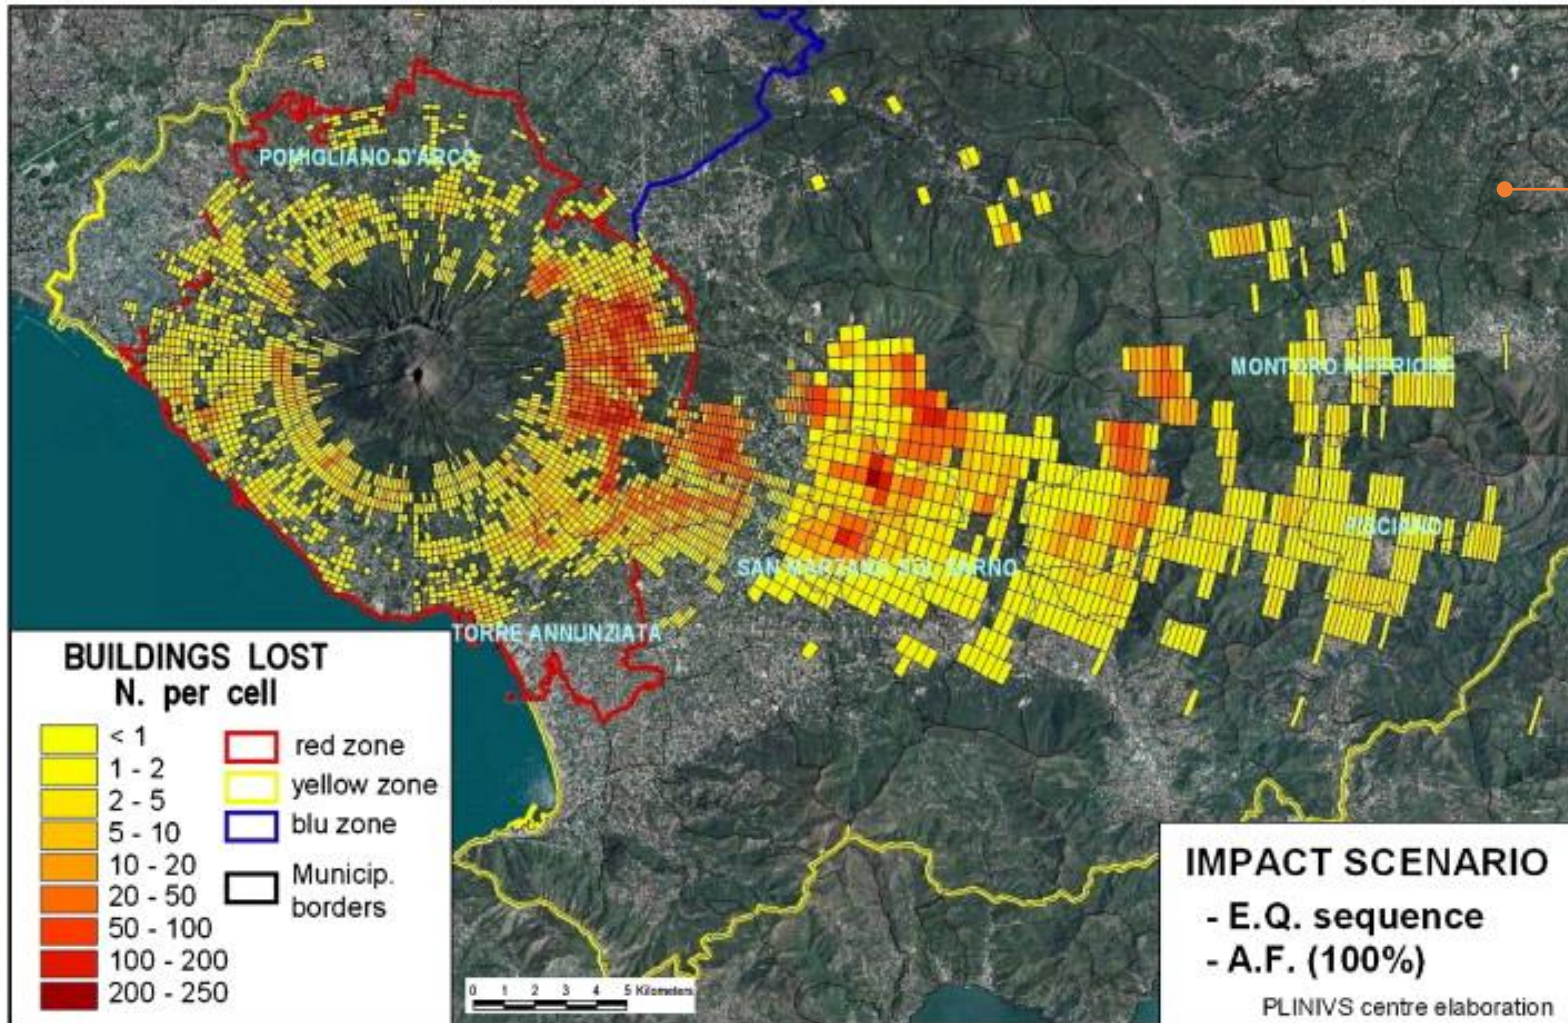 POMIGLIANO D'ARCO
MONTORO INFERIORE
FISCIANO
SAN MARZANO SUL SARNO
TORRE ANNUNZIATA
BUILDINGS LOST
N. per cell
< 1
1 - 2
2 - 5
5 - 10
10 - 20
20 - 50
50 - 100
100 - 200
200 - 250
red zone
yellow zone
blu zone
Municip.
borders
0 1 2 3 4 5 Kilometers
IMPACT SCENARIO
- E.Q. sequence
- A.F. (100%)
PLINIVS centre elaboration